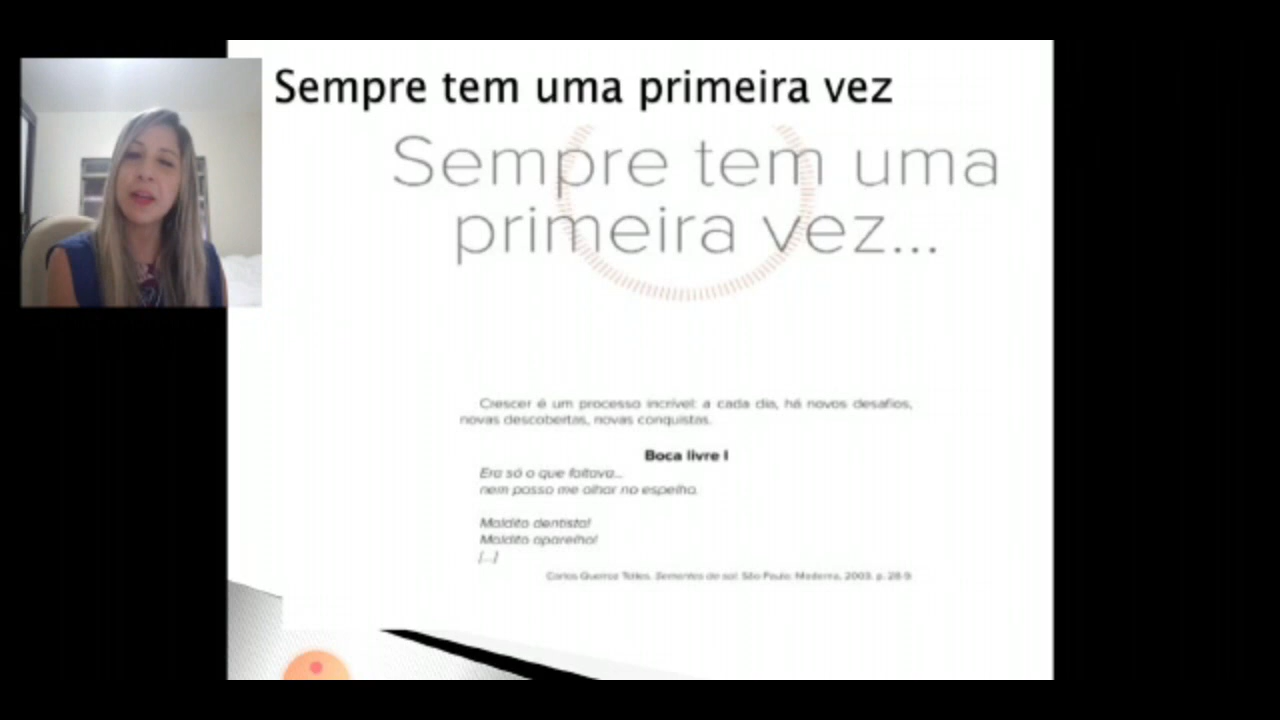 Sempre tem uma primeira vez
Sempre tem uma
primeira vez...
Crescer é um processo incrível: a cada dia, há novos desafios,
novas descobertas, novas conquistas.
Boca livre I
Era só o que faltava...
nem posso me olhar no espelho.
Maldito dentista!
Maldito aparelho!
[...]
Carlos Queiroz Telles. Sementes de sol. São Paulo: Moderna, 2003. p. 28-9.